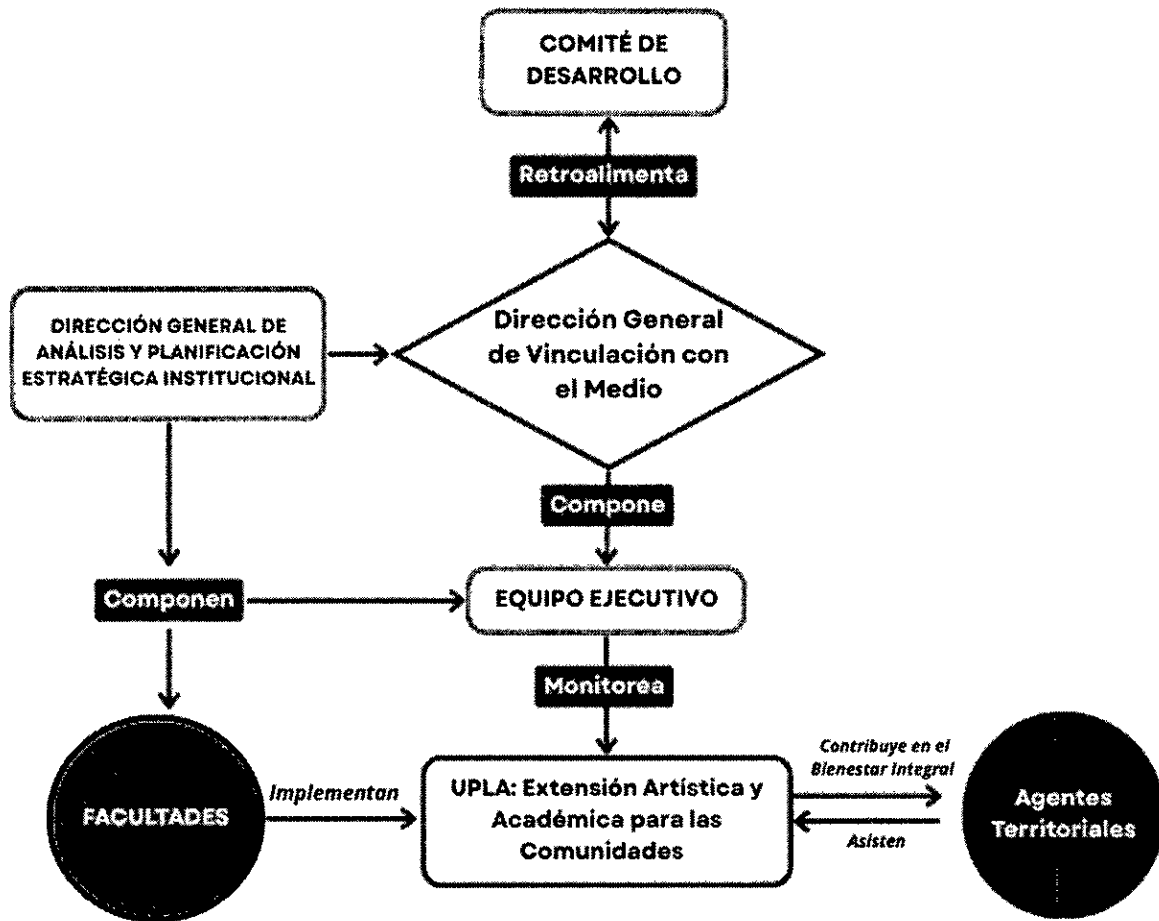 COMITÉ DE
DESARROLLO
Retroalimenta
Dirección General
de Vinculación con
el Medio
DIRECCIÓN GENERAL DE
ANÁLISIS Y PLANIFICACIÓN
ESTRATÉGICA INSTITUCIONAL
Compone
Componen
EQUIPO EJECUTIVO
Monitorea
FACULTADES
Implementan
UPLA: Extensión Artística y
Académica para las
Comunidades
Contribuye en el
Bienestar Integral
Asisten
Agentes
Territoriales